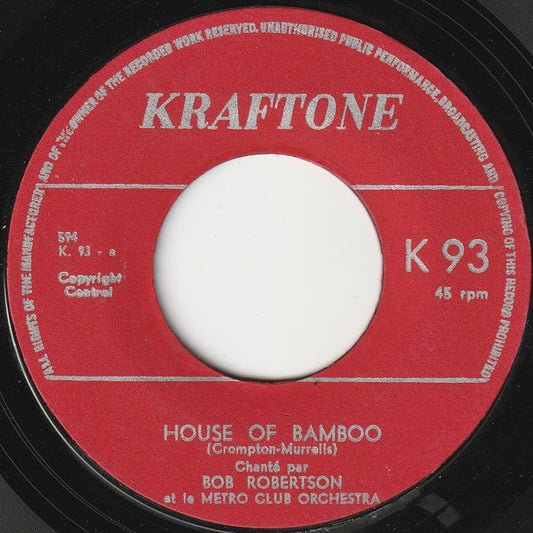 ALL RIGHTS OF THE MANUFACTURER AND OF THE OWNER OF THE RECORDED WORK RESERVED. UNAUTHORISED PUBLIC PERFORMANCE, BROADCASTING AND COPYING OF THIS RECORD PROHIBITED
KRAFTONE
594
K. 93 - a
Copyright
Control
K 93
45 rpm
HOUSE OF BAMBOO
(Crompton-Murrells)
Chanté par
BOB ROBERTSON
et le METRO CLUB ORCHESTRA